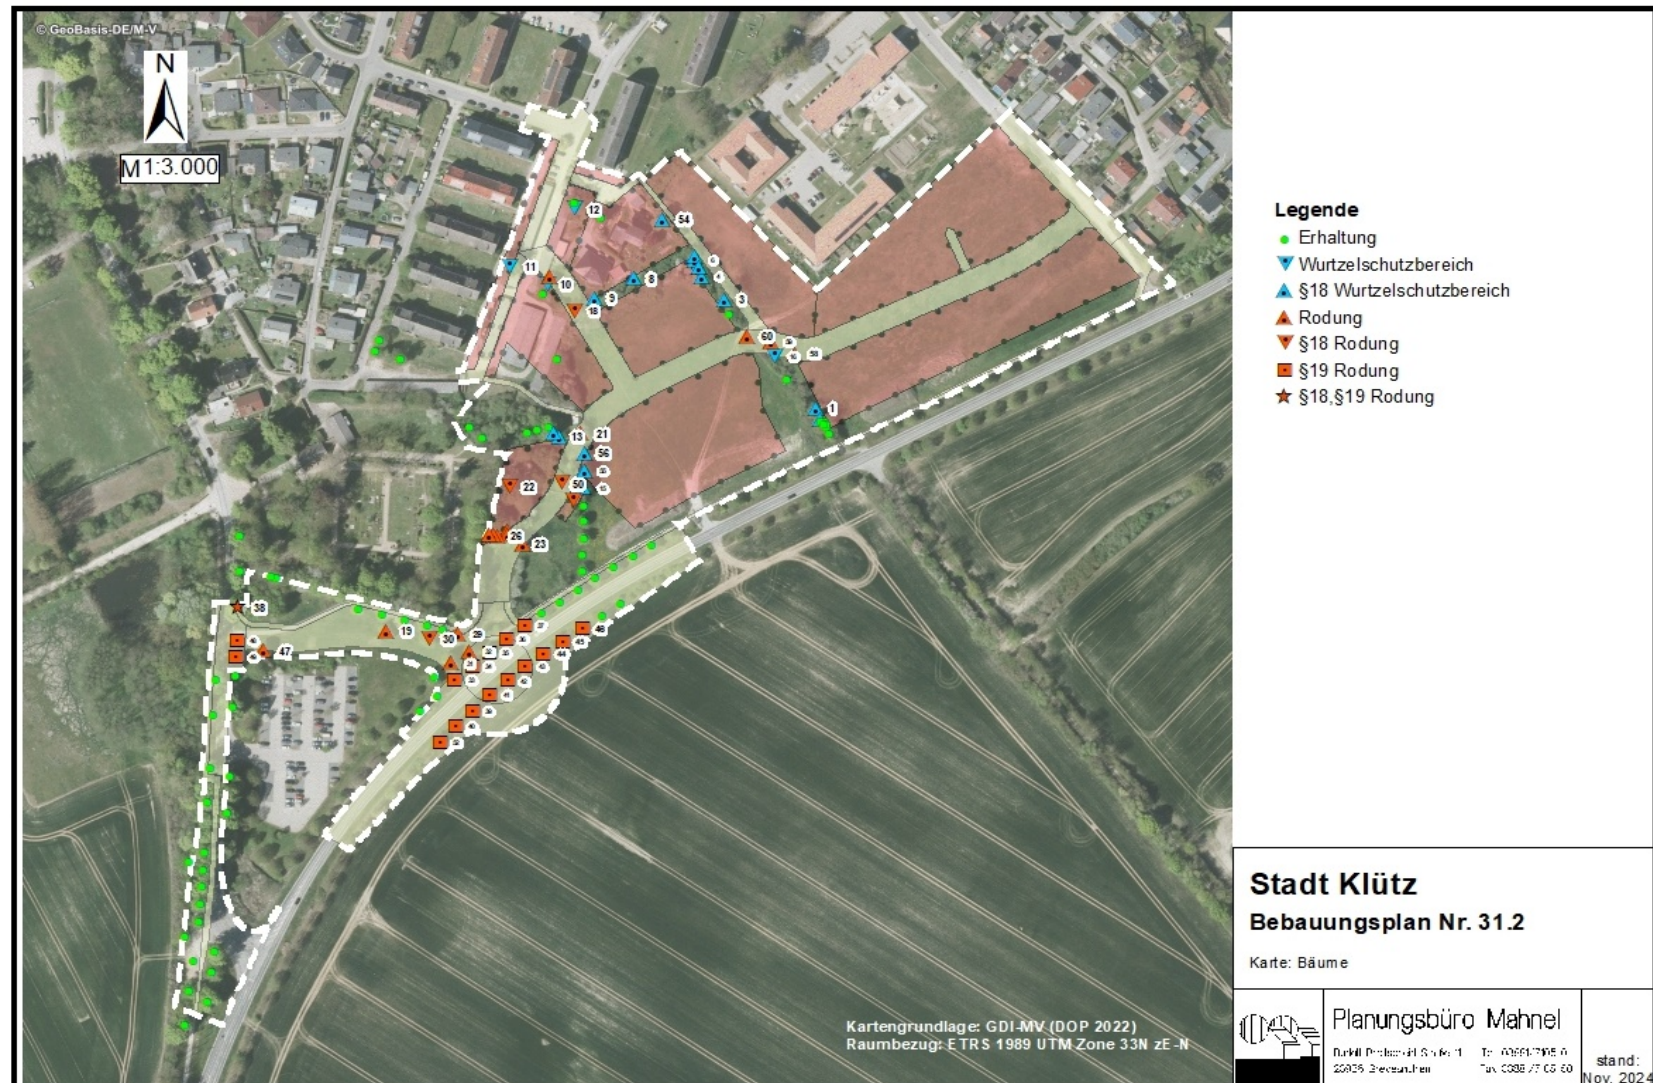 © GeoBasis-DE/M-V
N
M 1:3.000
12
54
11
10
8
9
3
18
60
1
13
21
56
22
50
26
23
38
19
30
29
47
48
44
Kartengrundlage: GDI-MV (DOP 2022)
Raumbezug: ETRS 1989 UTM Zone 33N zE-N
Legende
Erhaltung
Wurtzelschutzbereich
§18 Wurtzelschutzbereich
Rodung
§18 Rodung
§19 Rodung
§18,§19 Rodung
Stadt Klütz
Bebauungsplan Nr. 31.2
Karte: Bäume
Planungsbüro Mahnel
stand:
Nov. 2024